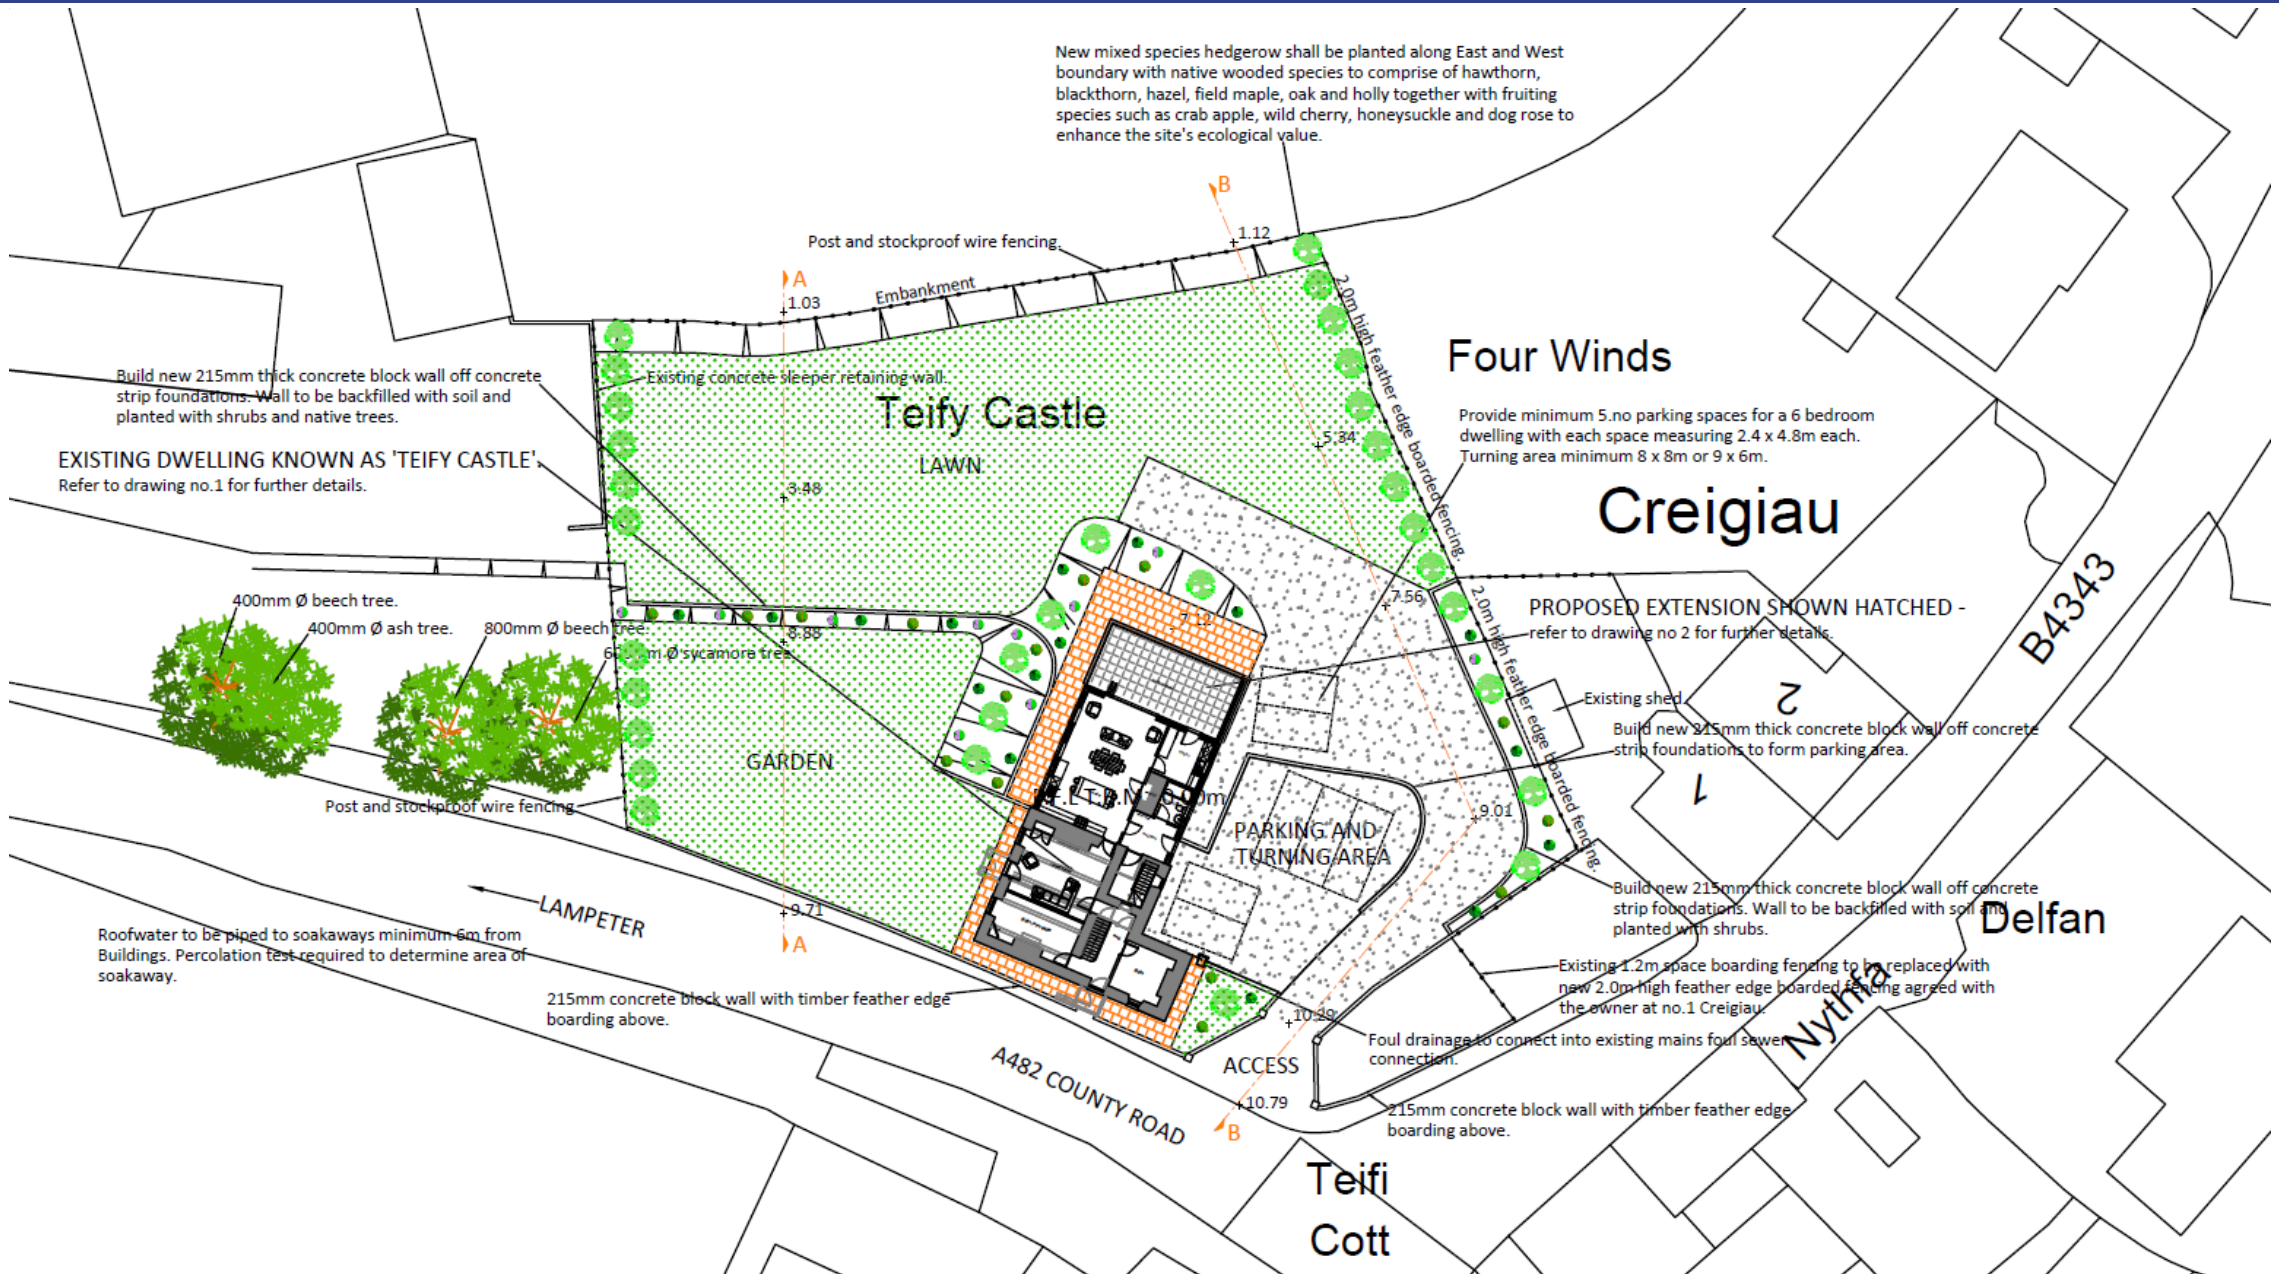 New mixed species hedgerow shall be planted along East and West
boundary with native wooded species to comprise of hawthorn,
blackthorn, hazel, field maple, oak and holly together with fruiting
species such as crab apple, wild cherry, honeysuckle and dog rose to
enhance the site's ecological value.
B
1.12
Post and stockproof wire fencing.
A
Embankment
1.03
2.0m high feather edge boarded fencing.
Four Winds
Build new 215mm thick concrete block wall off concrete
strip foundations. Wall to be backfilled with soil and
planted with shrubs and native trees.
Existing concrete sleeper retaining wall.
Teify Castle
LAWN
5.34
3.48
Provide minimum 5.no parking spaces for a 6 bedroom
dwelling with each space measuring 2.4 x 4.8m each.
Turning area minimum 8 x 8m or 9 x 6m.
EXISTING DWELLING KNOWN AS 'TEIFY CASTLE'.
Refer to drawing no.1 for further details.
Creigiau
B4343
400mm Ø beech tree.
400mm Ø ash tree.
800mm Ø beech tree.
m Ø sycamore tree
8.88
7.12
7.56
PROPOSED EXTENSION SHOWN HATCHED -
refer to drawing no 2 for further details.
2.0m high feather edge boarded fencing.
Existing shed.
2
1
Build new 215mm thick concrete block wall off concrete
strip foundations to form parking area.
GARDEN
Post and stockproof wire fencing
9.01
PARKING AND
TURNING AREA
LAMPETER
9.71
A
Roofwater to be piped to soakaways minimum 6m from
Buildings. Percolation test required to determine area of
soakaway.
Build new 215mm thick concrete block wall off concrete
strip foundations. Wall to be backfilled with soil and
planted with shrubs.
Delfan
Existing 1.2m space boarding fencing to be replaced with
new 2.0m high feather edge boarded fencing agreed with
the owner at no.1 Creigiau.
Nythfa
215mm concrete block wall with timber feather edge
boarding above.
10.29
Foul drainage to connect into existing mains foul sewer
connection.
A482 COUNTY ROAD
ACCESS
10.79
B
215mm concrete block wall with timber feather edge
boarding above.
Teifi
Cott